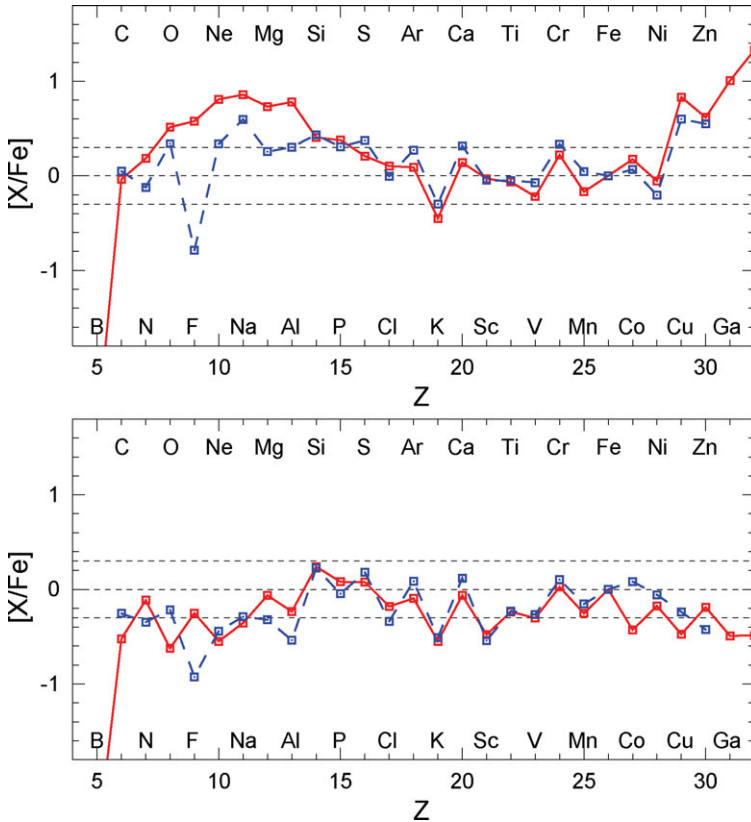 C O Ne Mg Si S Ar Ca Ti Cr Fe Ni Zn
1
0
-1
[X/Fe]
B N F Na Al P Cl K Sc V Mn Co Cu Ga
5 10 15 20 25 30
Z
C O Ne Mg Si S Ar Ca Ti Cr Fe Ni Zn
1
0
-1
[X/Fe]
B N F Na Al P Cl K Sc V Mn Co Cu Ga
5 10 15 20 25 30
Z